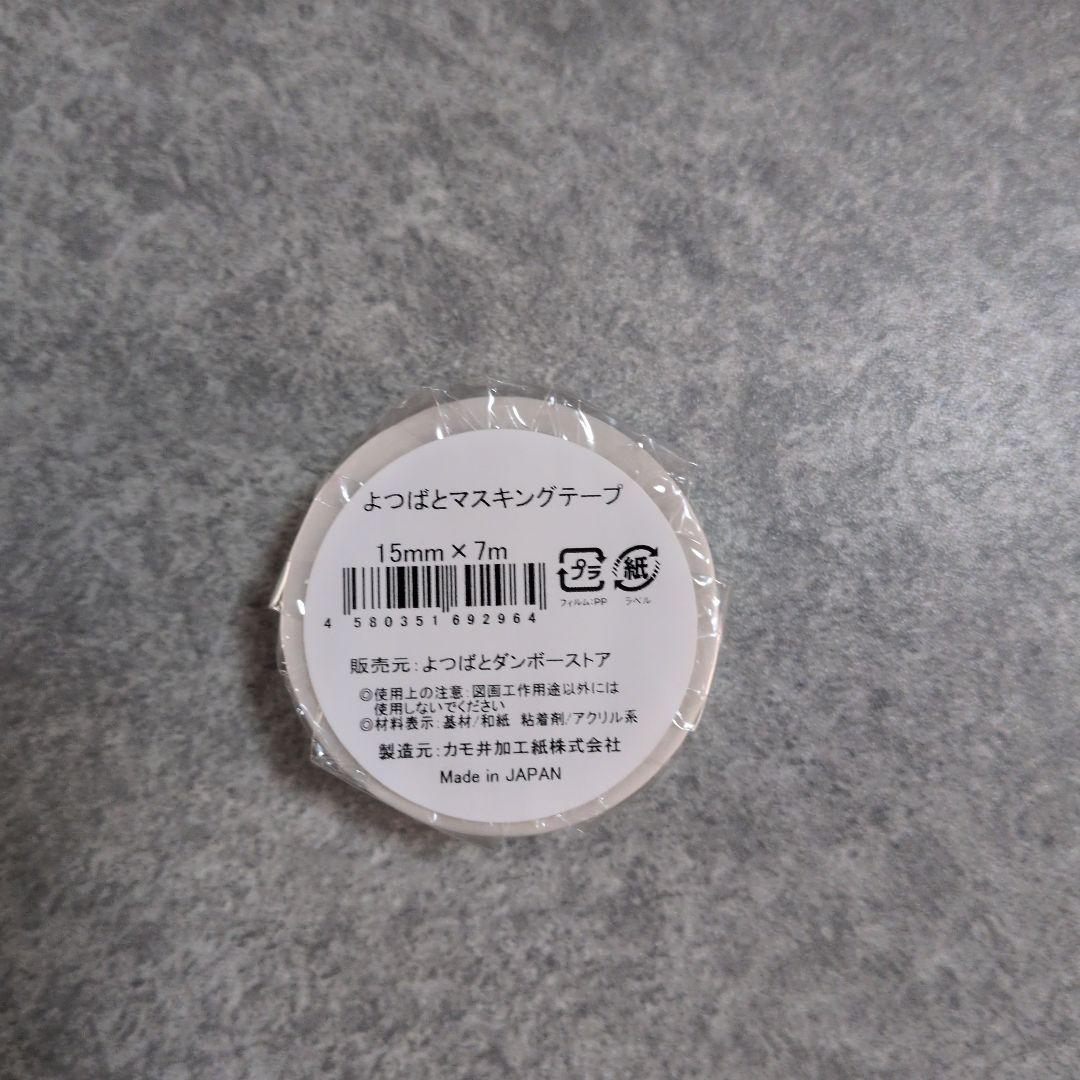 よつばとマスキングテープ
15mm×7m
プラ 紙
フィルム:PP ラベル
4 580351 692964
販売元:よつばとダンボーストア
◎使用上の注意:図画工作用途以外には
使用しないでください
◎材料表示:基材/和紙 粘着剤/アクリル系
製造元:カモ井加工紙株式会社
Made in JAPAN